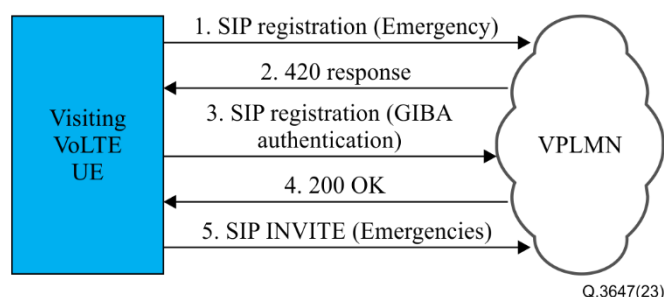 1. SIP registration (Emergency)
2. 420 response
3. SIP registration (GIBA
authentication)
4. 200 OK
5. SIP INVITE (Emergencies)
Visiting
VoLTE
UE
VPLMN
Q.3647(23)